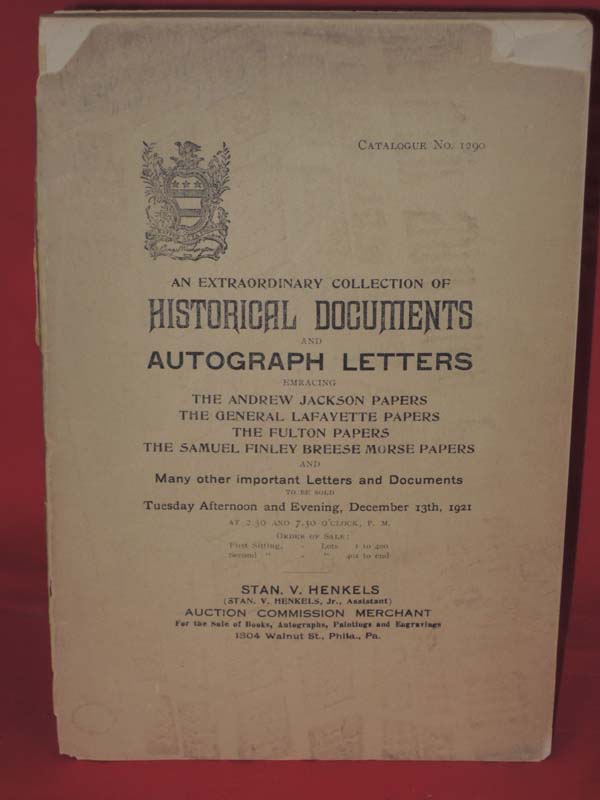 CATALOGUE No. 1290
AN EXTRAORDINARY COLLECTION OF
HISTORICAL DOCUMENTS
AND
AUTOGRAPH LETTERS
EMRACING
THE ANDREW JACKSON PAPERS
THE GENERAL LAFAYETTE PAPERS
THE FULTON PAPERS
THE SAMUEL FINLEY BREESE MORSE PAPERS
AND
Many other important Letters and Documents
TO BE SOLD
Tuesday Afternoon and Evening, December 13th, 1921
AT 2.30 AND 7.30 O'CLOCK, P. M.
ORDER OF SALE:
First Sitting, - Lots 1 to 400
Second " - " 401 to end
STAN. V. HENKELS
(STAN. V. HENKELS, Jr., Assistant)
AUCTION COMMISSION MERCHANT
For the Sale of Books, Autographs, Paintings and Engravings
1304 Walnut St., Phila., Pa.